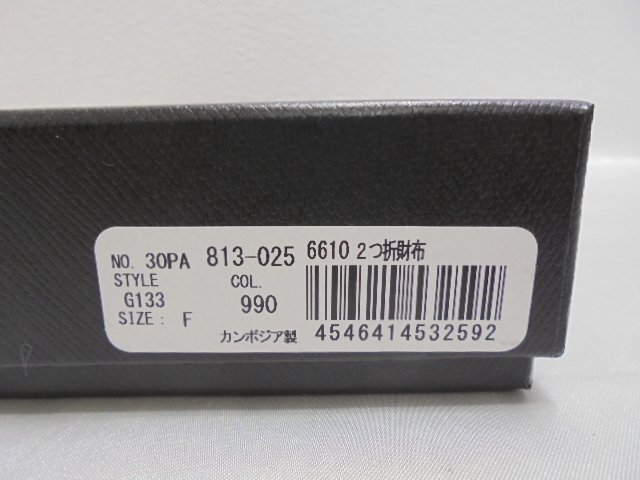 NO. 30PA 813-025 6610 2つ折財布
STYLE COL.
G133 990
SIZE: F カンボジア製 4546414532592